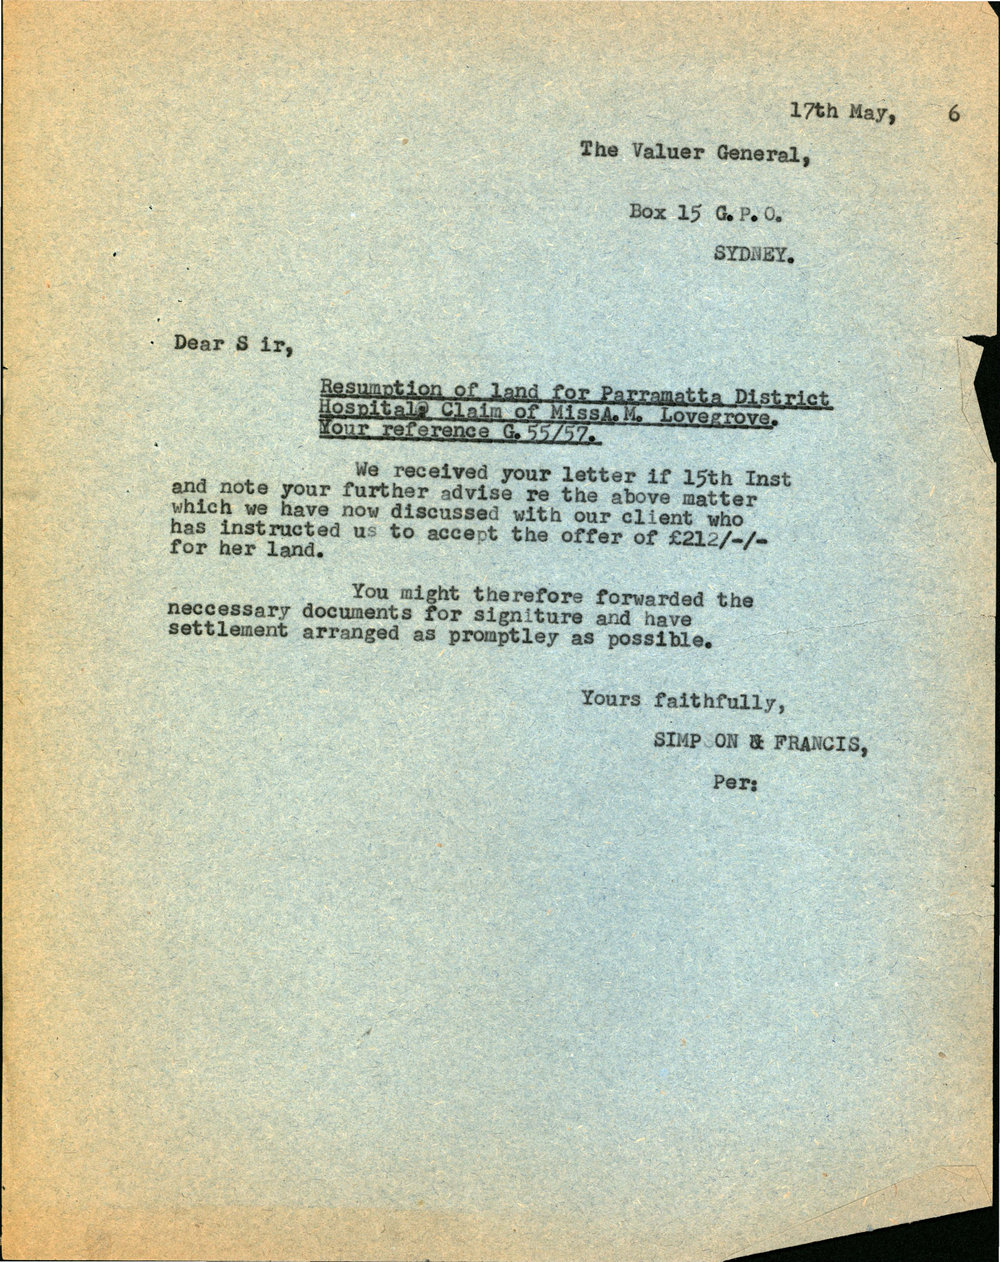 17th May, 6
The Valuer General,
Box 15 G.P.O.
SYDNEY.
Dear S ir,
Resumption of land for Parramatta District
Hospital? Claim of MissA.M. Lovegrove.
Your reference G.55/57.
We received your letter if 15th Inst
and note your further advise re the above matter
which we have now discussed with our client who
has instructed us to accept the offer of £212/-/-
for her land.
You might therefore forwarded the
neccessary documents for signiture and have
settlement arranged as promptley as possible.
Yours faithfully,
SIMPSON & FRANCIS,
Per: